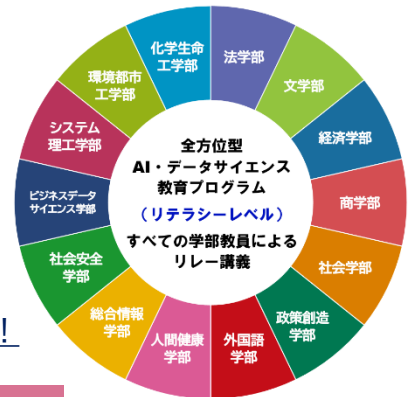 化学生命
工学部
法学部
文学部
経済学部
商学部
社会学部
政策創造
学部
外国語
学部
人間健康
学部
総合情報
学部
社会安全
学部
ビジネスデータ
サイエンス学部
システム
理工学部
環境都市
工学部
全方位型
AI・データサイエンス
教育プログラム
(リテラシーレベル)
すべての学部教員による
リレー講義
!